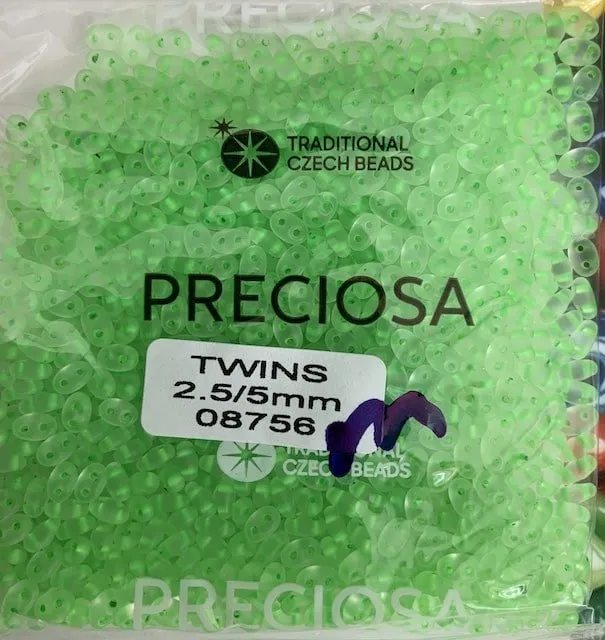 PRECIOSA
TRADITIONAL
CZECH BEADS
PRECIOSA
TWINS
2.5/5mm
08756
TRADITIONAL
CZECH BEADS
PRECIOSA